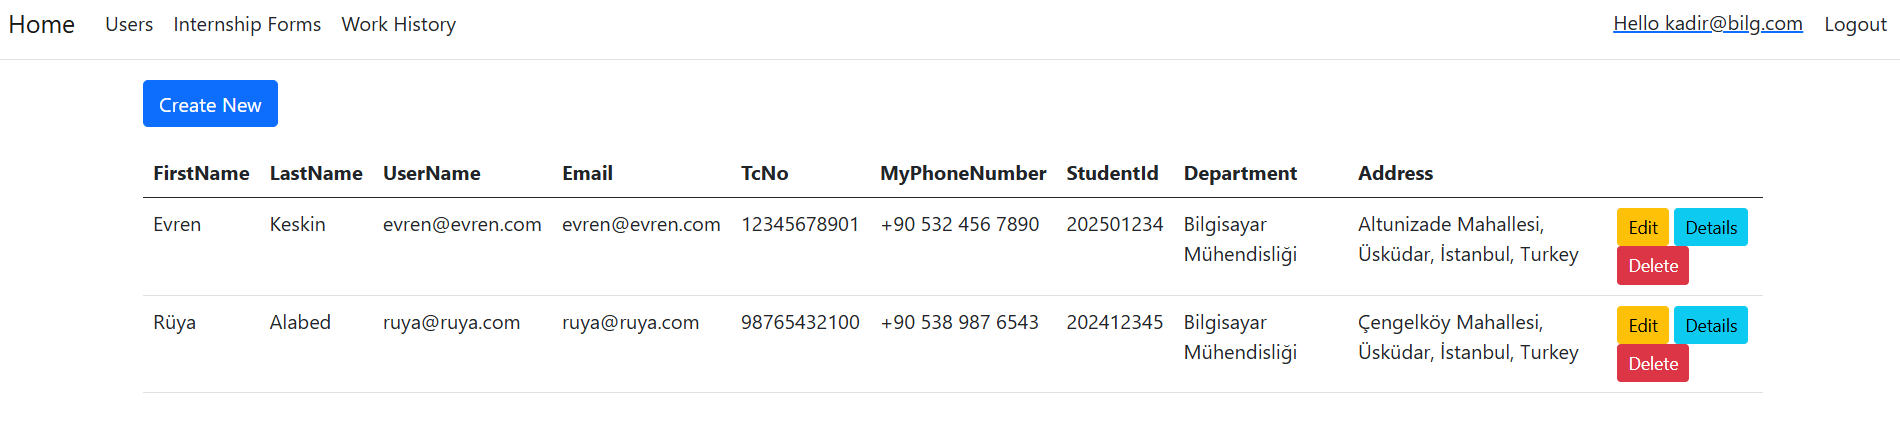 Home Users Internship Forms Work History Hello kadir@bilg.com Logout
Create New
FirstName LastName UserName Email TcNo MyPhoneNumber StudentId Department Address
Evren Keskin evren@evren.com evren@evren.com 12345678901 +90 532 456 7890 202501234 Bilgisayar Altunizade Mahallesi, Edit Details
Mühendisliği Üsküdar, İstanbul, Turkey
Delete
Rüya Alabed ruya@ruya.com ruya@ruya.com 98765432100 +90 538 987 6543 202412345 Bilgisayar Çengelköy Mahallesi, Edit Details
Mühendisliği Üsküdar, İstanbul, Turkey
Delete